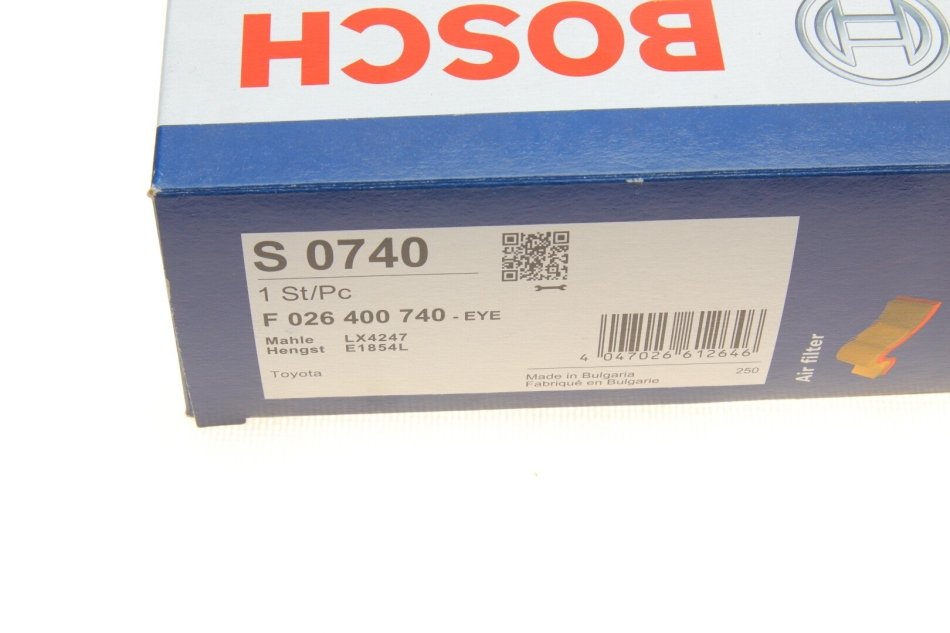 BOSCH
S 0740
1 St/Pc
F 026 400 740 - EYE
Mahle LX4247
Hengst E1854L
Toyota
4 047026 612646
Made in Bulgaria 250
Fabriqué en Bulgarie
Air filter